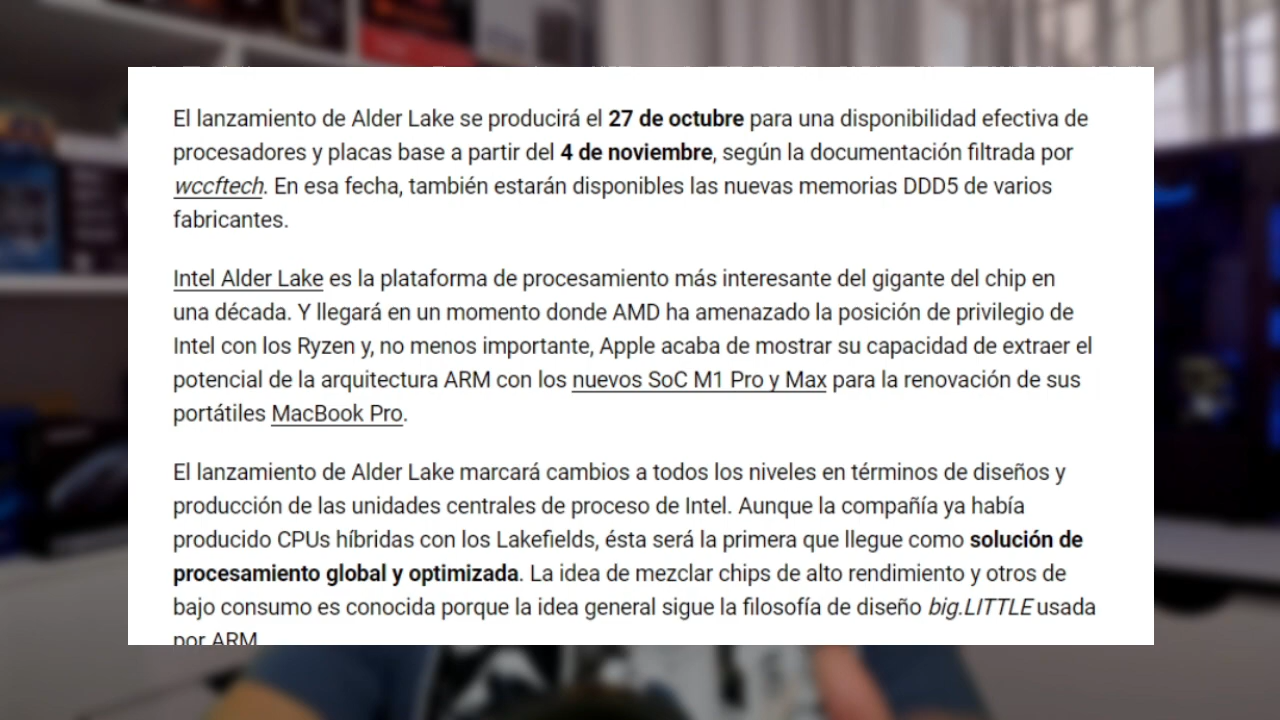 El lanzamiento de Alder Lake se producirá el 27 de octubre para una disponibilidad efectiva de
procesadores y placas base a partir del 4 de noviembre, según la documentación filtrada por
wccftech. En esa fecha, también estarán disponibles las nuevas memorias DDD5 de varios
fabricantes.
Intel Alder Lake es la plataforma de procesamiento más interesante del gigante del chip en
una década. Y llegará en un momento donde AMD ha amenazado la posición de privilegio de
Intel con los Ryzen y, no menos importante, Apple acaba de mostrar su capacidad de extraer el
potencial de la arquitectura ARM con los nuevos SoC M1 Pro y Max para la renovación de sus
portátiles MacBook Pro.
El lanzamiento de Alder Lake marcará cambios a todos los niveles en términos de diseños y
producción de las unidades centrales de proceso de Intel. Aunque la compañía ya había
producido CPUs híbridas con los Lakefields, ésta será la primera que llegue como solución de
procesamiento global y optimizada. La idea de mezclar chips de alto rendimiento y otros de
bajo consumo es conocida porque la idea general sigue la filosofía de diseño big.LITTLE usada
por ARM